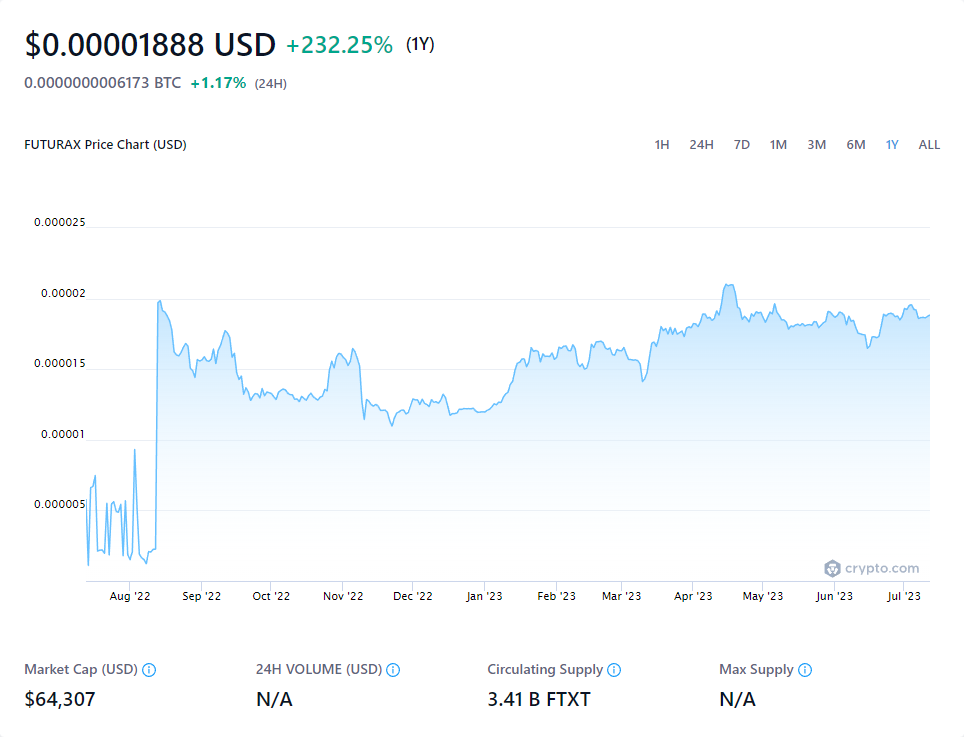 $0.00001888 USD +232.25% (1Y)
0.0000000006173 BTC +1.17% (24H)
FUTURAX Price Chart (USD) 1H 24H 7D 1M 3M 6M 1Y ALL
0.000025
0.00002
0.000015
0.00001
0.000005
crypto.com
Aug '22 Sep '22 Oct '22 Nov '22 Dec '22 Jan '23 Feb '23 Mar '23 Apr '23 May '23 Jun '23 Jul '23
Market Cap (USD) 24H VOLUME (USD) Circulating Supply Max Supply
$64,307 N/A 3.41 B FTXT N/A